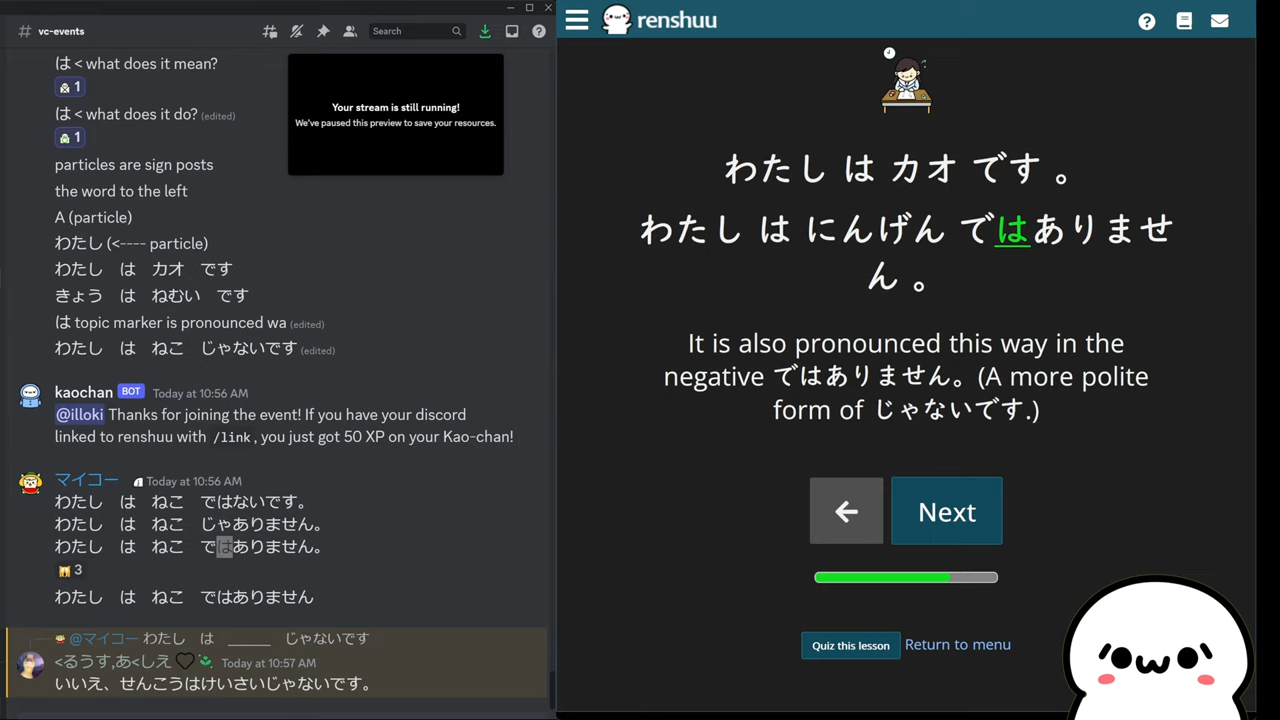 # vc-events
Search
は < what does it mean?
1
は < what does it do? (edited)
1
particles are sign posts
the word to the left
A (particle)
わたし (<---- particle)
わたし は カオ です
きょう は ねむい です
は topic marker is pronounced wa (edited)
わたし は ねこ じゃないです (edited)
Your stream is still running!
We've paused this preview to save your resources.
kaochan BOT Today at 10:56 AM
@illoki Thanks for joining the event! If you have your discord
linked to renshuu with /link, you just got 50 XP on your Kao-chan!
マイコー Today at 10:56 AM
わたし は ねこ ではないです。
わたし は ねこ じゃありません。
わたし は ねこ ではありません。
3
わたし は ねこ ではありません
@マイコー わたし は ______ じゃないです
<るうす,あ<しえ Today at 10:57 AM
いいえ、せんこうはけいさいじゃないです。
renshuu
わたし は カオ です 。
わたし は にんげん ではありませ
ん 。
It is also pronounced this way in the
negative ではありません。(A more polite
form of じゃないです.)
Next
Quiz this lesson
Return to menu